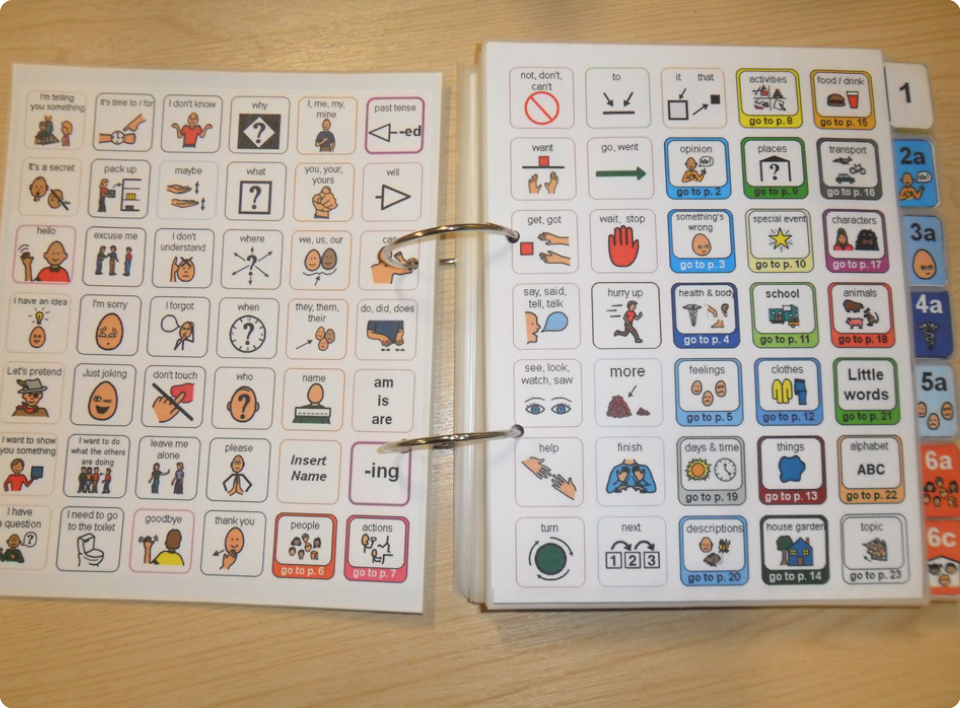 I'm telling
you something
It's time to / for
I don't know
why
?
I, me, my,
mine
past tense
--ed
It's a secret
pack up
maybe
what
?
you, your,
yours
will
hello
excuse me
I don't
understand
where
?
we, us, our
I have an idea
I'm sorry
I forgot
when
?
they, them,
their
do, did, does
Let's pretend
Just joking
don't touch
who
?
name
am
is
are
I want to show
you something
I want to do
what the others
are doing
leave me
alone
please
Insert
Name
-ing
I have
a question
?
I need to go
to the toilet
goodbye
thank you
people
go to p. 6
actions
go to p. 7
not, don't,
can't
to
it that
activities
go to p. 8
food / drink
go to p. 15
want
go, went
opinion
go to p. 2
places
go to p. 9
transport
go to p. 16
get, got
wait, stop
something's
wrong
go to p. 3
special event
go to p. 10
characters
go to p. 17
say, said,
tell, talk
hurry up
health & body
go to p. 4
school
go to p. 11
animals
go to p. 18
see, look,
watch, saw
more
feelings
go to p. 5
clothes
go to p. 12
Little
words
go to p. 21
help
finish
days & time
go to p. 19
things
go to p. 13
alphabet
ABC
go to p. 22
turn
next
1 2 3
descriptions
go to p. 20
house garden
go to p. 14
topic
go to p. 23
1
2a
3a
4a
5a
6a
6c